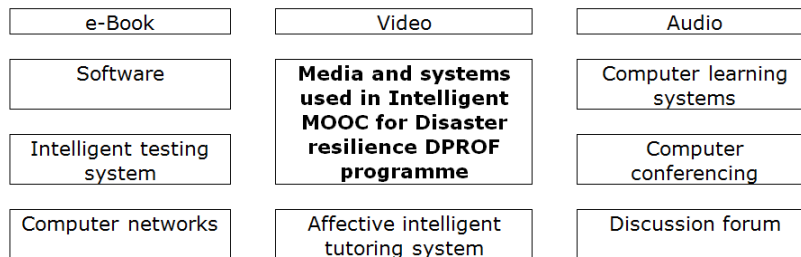 e-Book
Video
Audio
Software
Media and systems
used in Intelligent
MOOC for Disaster
resilience DPROF
programme
Computer learning
systems
Intelligent testing
system
Computer
conferencing
Computer networks
Affective intelligent
tutoring system
Discussion forum